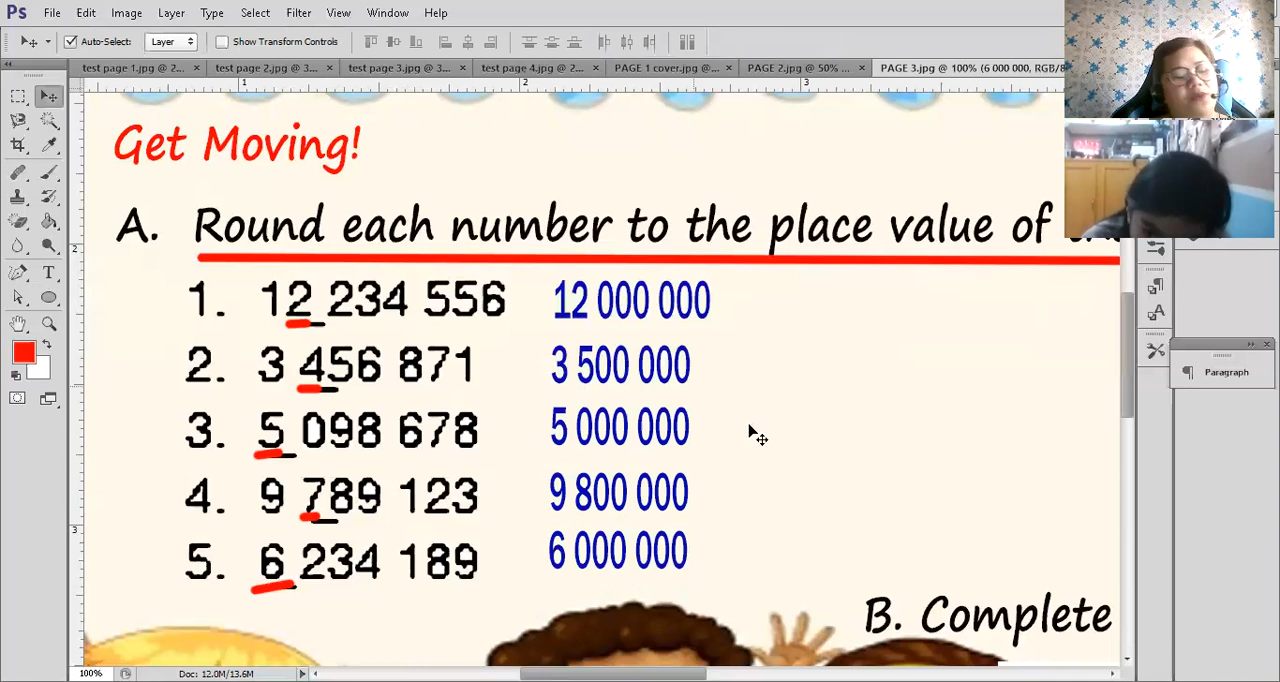 Ps File Edit Image Layer Type Select Filter View Window Help
Auto-Select: Layer Show Transform Controls
test page 1.jpg @ 2... × test page 2.jpg @ 3... × test page 3.jpg @ 3... × test page 4.jpg @ 2... × PAGE 1 cover.jpg @... × PAGE 2.jpg @ 50% ... × PAGE 3.jpg @ 100% (6 000 000, RGB/8
1 2 3
Get Moving!
A. Round each number to the place value of
1. 12 234 556 12 000 000
2. 3 456 871 3 500 000
3. 5 098 678 5 000 000
4. 9 789 123 9 800 000
5. 6 234 189 6 000 000
B. Complete
2
3
Paragraph
100% Doc: 12.0M/13.6M